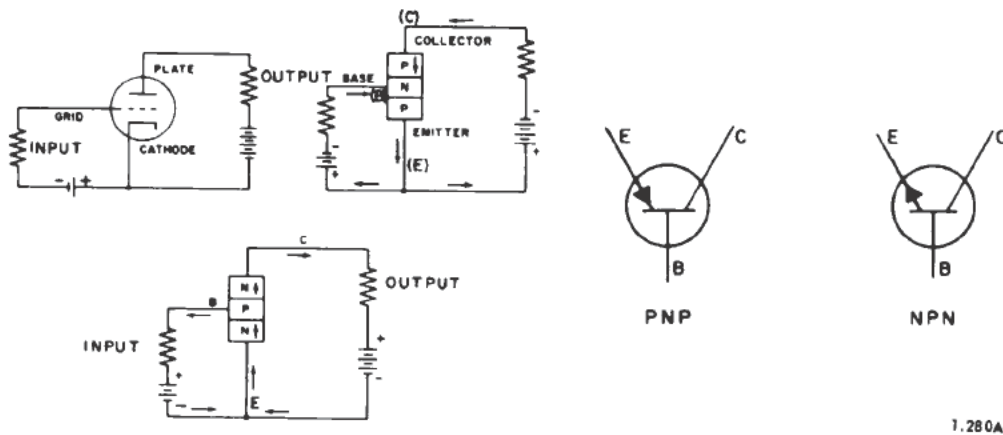 PLATE
GRID
CATHODE
INPUT
- +
OUTPUT
(C)
COLLECTOR
BASE
P
N
P
EMITTER
(E)
- +
- +
C
B
N
P
N
INPUT
OUTPUT
E
+ -
+ -
E C
B
PNP
E C
B
NPN
1.280A